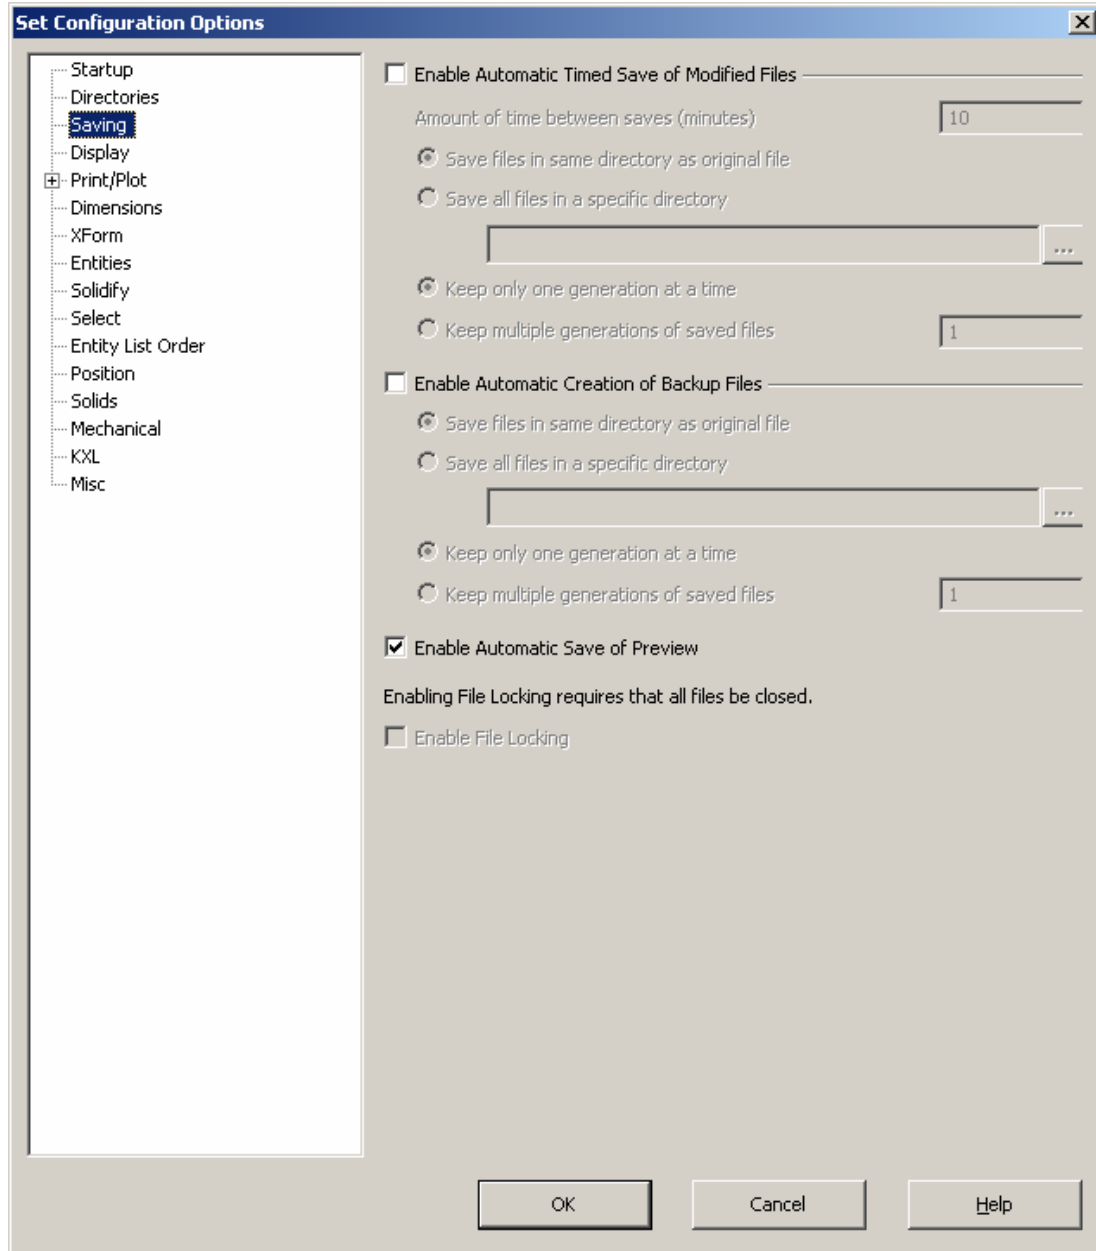 Set Configuration Options
Startup
Directories
Saving
Display
Print/Plot
Dimensions
XForm
Entities
Solidify
Select
Entity List Order
Position
Solids
Mechanical
KXL
Misc
Enable Automatic Timed Save of Modified Files
Amount of time between saves (minutes) 10
Save files in same directory as original file
Save all files in a specific directory
...
Keep only one generation at a time
Keep multiple generations of saved files 1
Enable Automatic Creation of Backup Files
Save files in same directory as original file
Save all files in a specific directory
...
Keep only one generation at a time
Keep multiple generations of saved files 1
Enable Automatic Save of Preview
Enabling File Locking requires that all files be closed.
Enable File Locking
OK Cancel Help